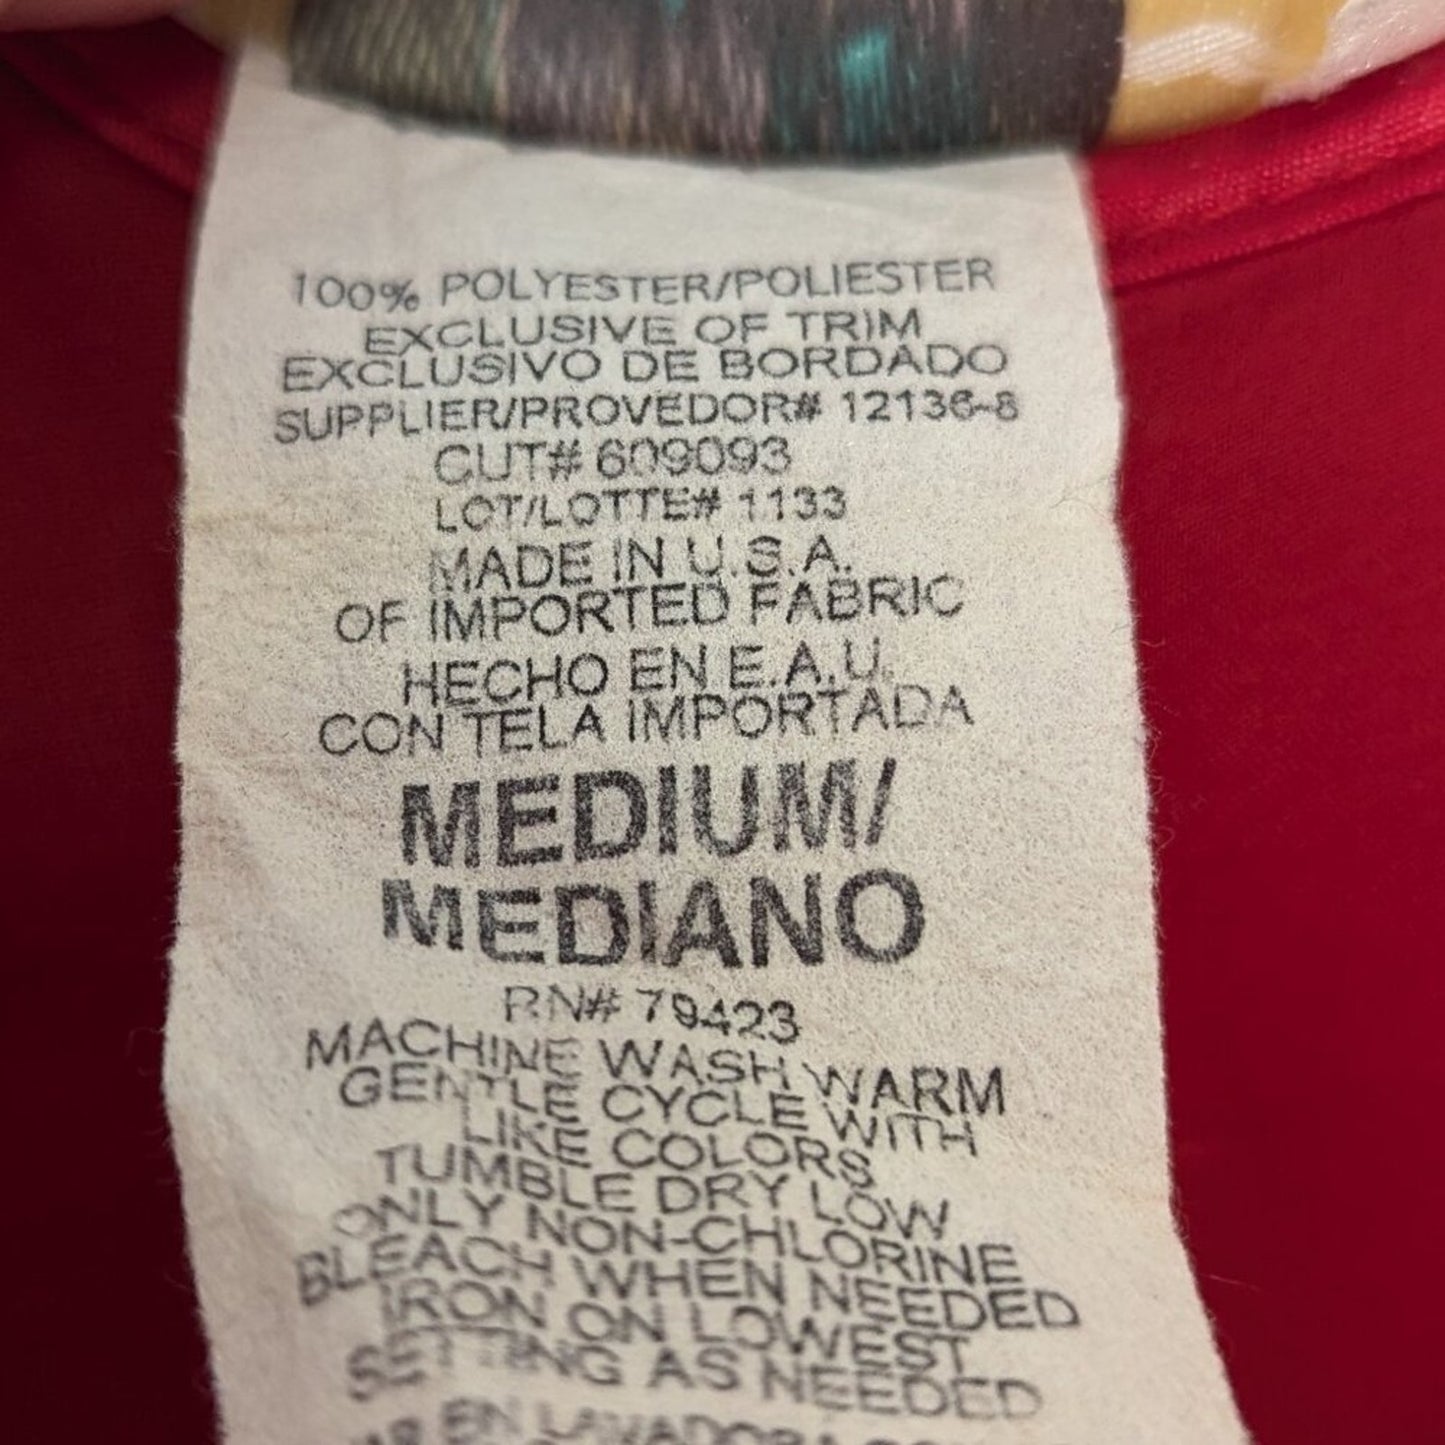 100% POLYESTER/POLIESTER
EXCLUSIVE OF TRIM
EXCLUSIVO DE BORDADO
SUPPLIER/PROVEDOR# 12136-8
CUT# 609093
LOT/LOTTE# 1133
MADE IN U.S.A.
OF IMPORTED FABRIC
HECHO EN E.A.U.
CON TELA IMPORTADA
MEDIUM/
MEDIANO
RN# 79423
MACHINE WASH WARM
GENTLE CYCLE WITH
LIKE COLORS
TUMBLE DRY LOW
ONLY NON-CHLORINE
BLEACH WHEN NEEDED
IRON ON LOWEST
SETTING AS NEEDED
EN LAVADORA